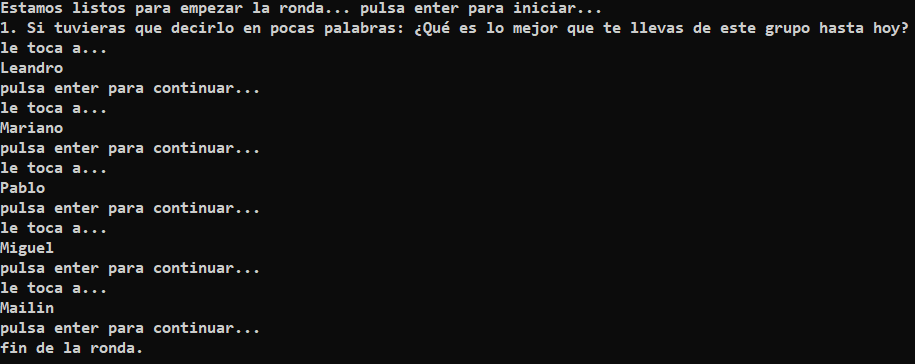 Estamos listos para empezar la ronda... pulsa enter para iniciar...
1. Si tuvieras que decirlo en pocas palabras: ¿Qué es lo mejor que te llevas de este grupo hasta hoy?
le toca a...
Leandro
pulsa enter para continuar...
le toca a...
Mariano
pulsa enter para continuar...
le toca a...
Pablo
pulsa enter para continuar...
le toca a...
Miguel
pulsa enter para continuar...
le toca a...
Mailin
pulsa enter para continuar...
fin de la ronda.